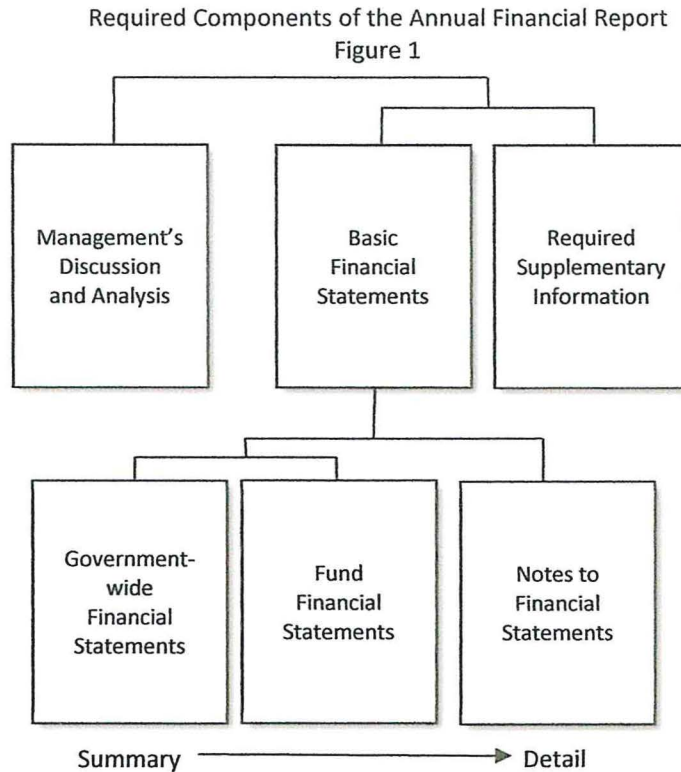 Required Components of the Annual Financial Report
Figure 1
Management's
Discussion
and Analysis
Basic
Financial
Statements
Required
Supplementary
Information
Government-
wide
Financial
Statements
Fund
Financial
Statements
Notes to
Financial
Statements
Summary
Detail